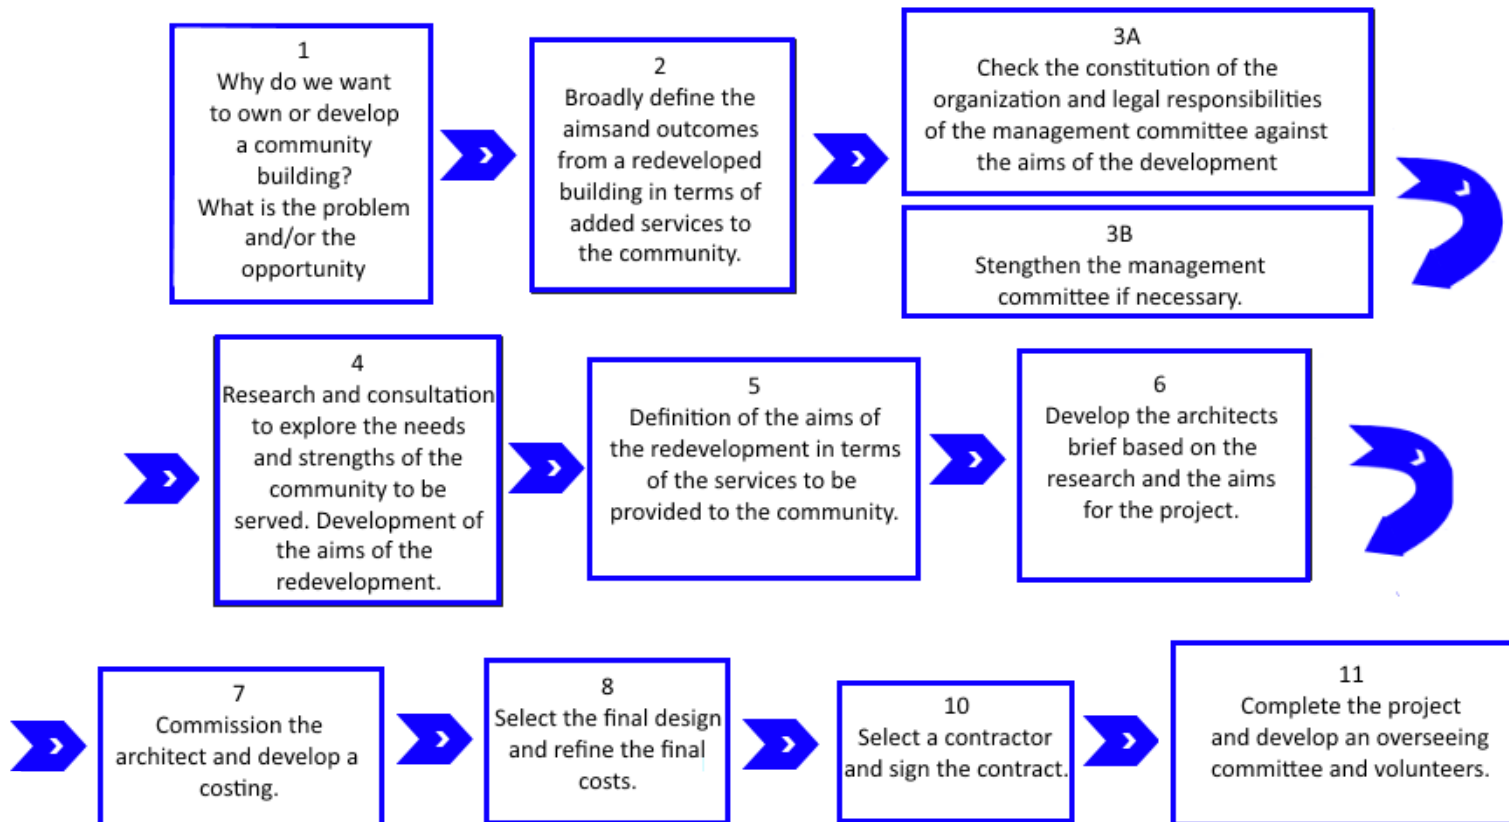 1
Why do we want
to own or develop
a community
building?
What is the problem
and/or the
opportunity
2
Broadly define the
aimsand outcomes
from a redeveloped
building in terms of
added services to
the community.
3A
Check the constitution of the
organization and legal responsibilities
of the management committee against
the aims of the development
3B
Stengthen the management
committee if necessary.
4
Research and consultation
to explore the needs
and strengths of the
community to be
served. Development of
the aims of the
redevelopment.
5
Definition of the aims of
the redevelopment in terms
of the services to be
provided to the community.
6
Develop the architects
brief based on the
research and the aims
for the project.
7
Commission the
architect and develop a
costing.
8
Select the final design
and refine the final
costs.
10
Select a contractor
and sign the contract.
11
Complete the project
and develop an overseeing
committee and volunteers.